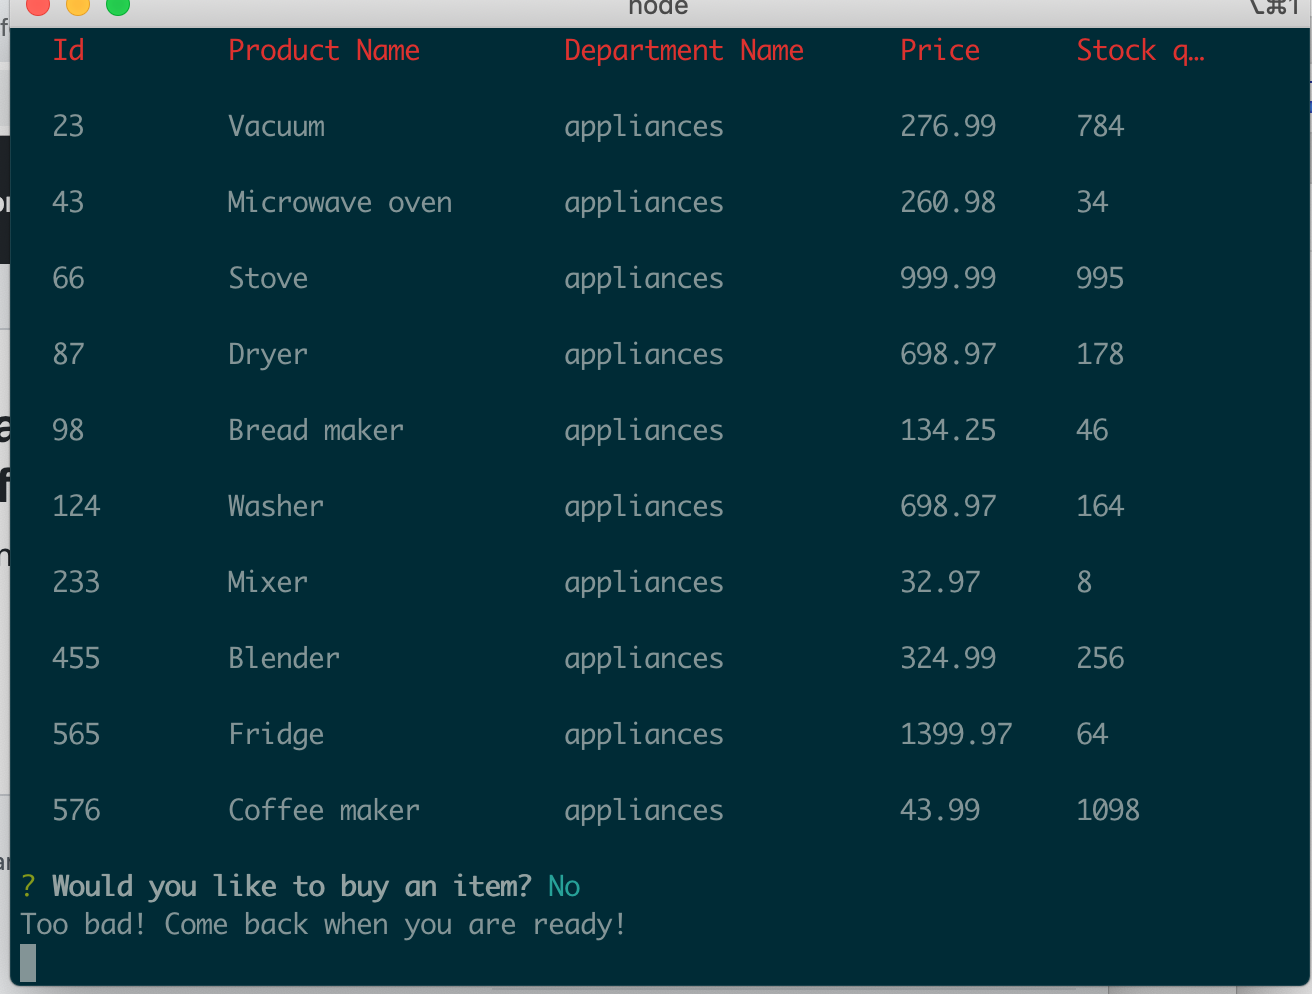 node ⌥⌘1
Id Product Name Department Name Price Stock q…
23 Vacuum appliances 276.99 784
43 Microwave oven appliances 260.98 34
66 Stove appliances 999.99 995
87 Dryer appliances 698.97 178
98 Bread maker appliances 134.25 46
124 Washer appliances 698.97 164
233 Mixer appliances 32.97 8
455 Blender appliances 324.99 256
565 Fridge appliances 1399.97 64
576 Coffee maker appliances 43.99 1098
? Would you like to buy an item? No
Too bad! Come back when you are ready!